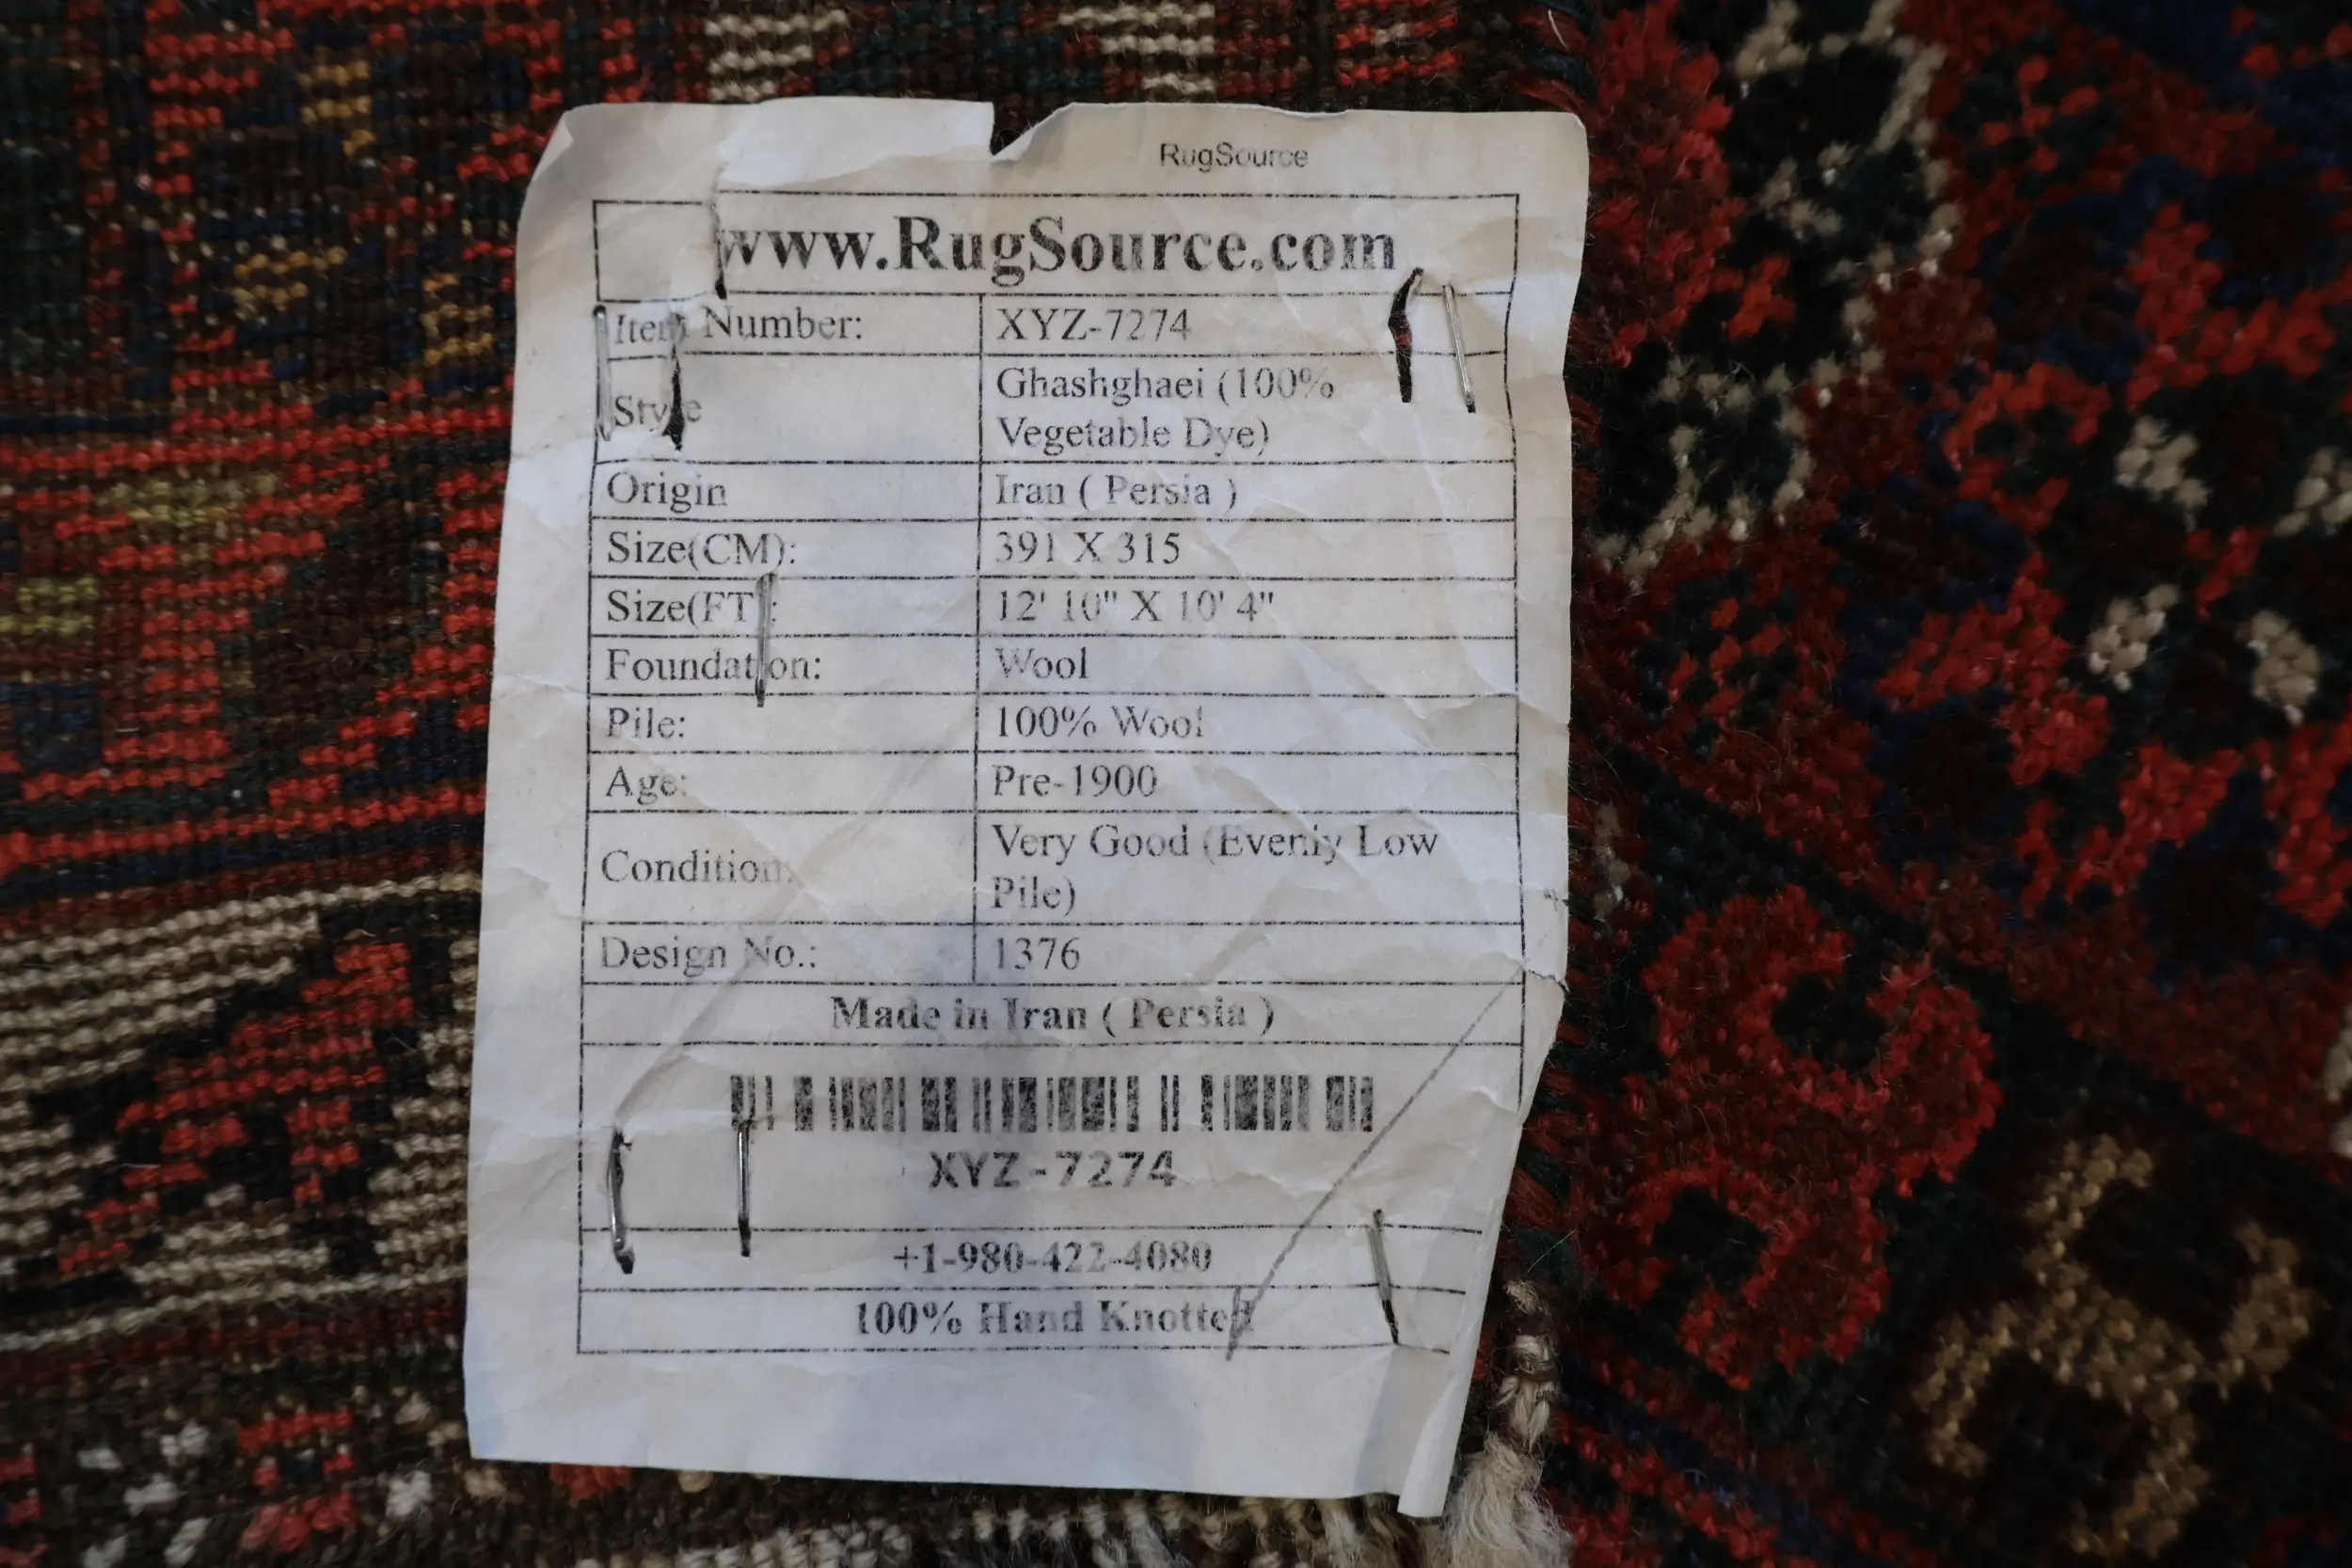 RugSource
www.RugSource.com
Item Number: XYZ-7274
Style Ghashghaei (100%
Vegetable Dye)
Origin Iran ( Persia )
Size(CM): 391 X 315
Size(FT): 12' 10" X 10' 4"
Foundation: Wool
Pile: 100% Wool
Age: Pre-1900
Condition: Very Good (Evenly Low
Pile)
Design No.: 1376
Made in Iran ( Persia )
XYZ-7274
+1-980-422-4080
100% Hand Knotted